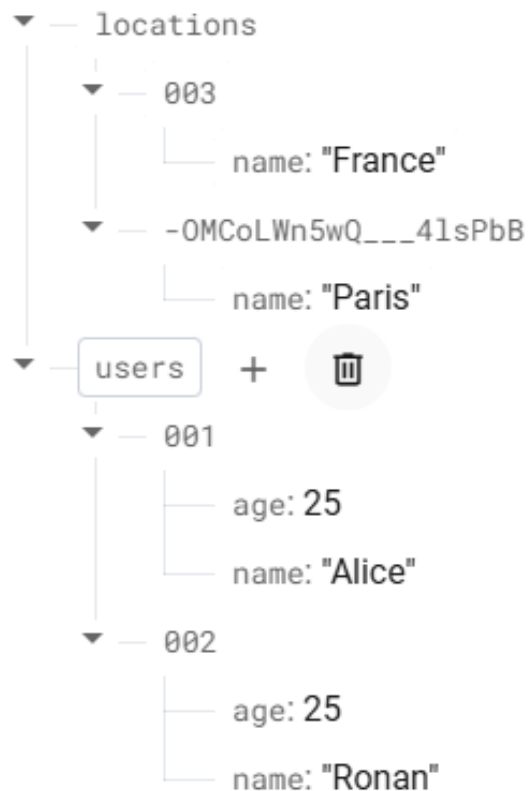 locations
003
name: "France"
-OMCoLWn5wQ___4lsPbB
name: "Paris"
users +
001
age: 25
name: "Alice"
002
age: 25
name: "Ronan"